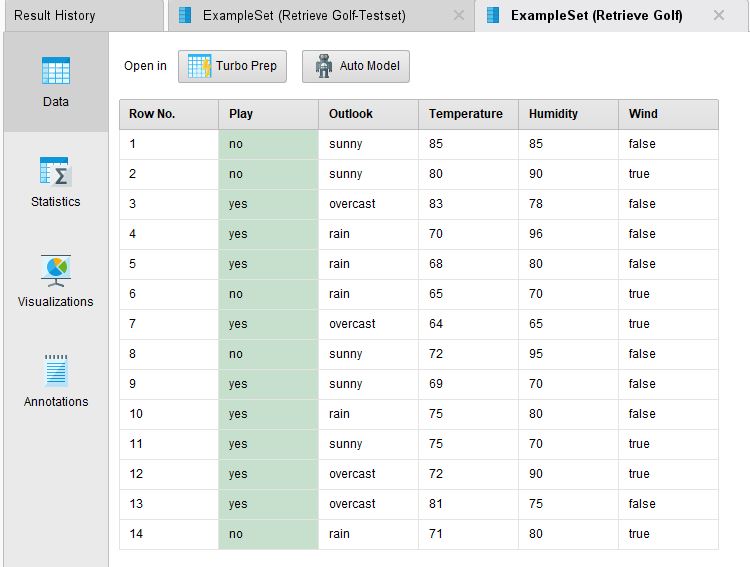 Result History ExampleSet (Retrieve Golf-Testset) ExampleSet (Retrieve Golf)
Open in Turbo Prep Auto Model
Data
Statistics
Visualizations
Annotations
Row No. Play Outlook Temperature Humidity Wind
1 no sunny 85 85 false
2 no sunny 80 90 true
3 yes overcast 83 78 false
4 yes rain 70 96 false
5 yes rain 68 80 false
6 no rain 65 70 true
7 yes overcast 64 65 true
8 no sunny 72 95 false
9 yes sunny 69 70 false
10 yes rain 75 80 false
11 yes sunny 75 70 true
12 yes overcast 72 90 true
13 yes overcast 81 75 false
14 no rain 71 80 true